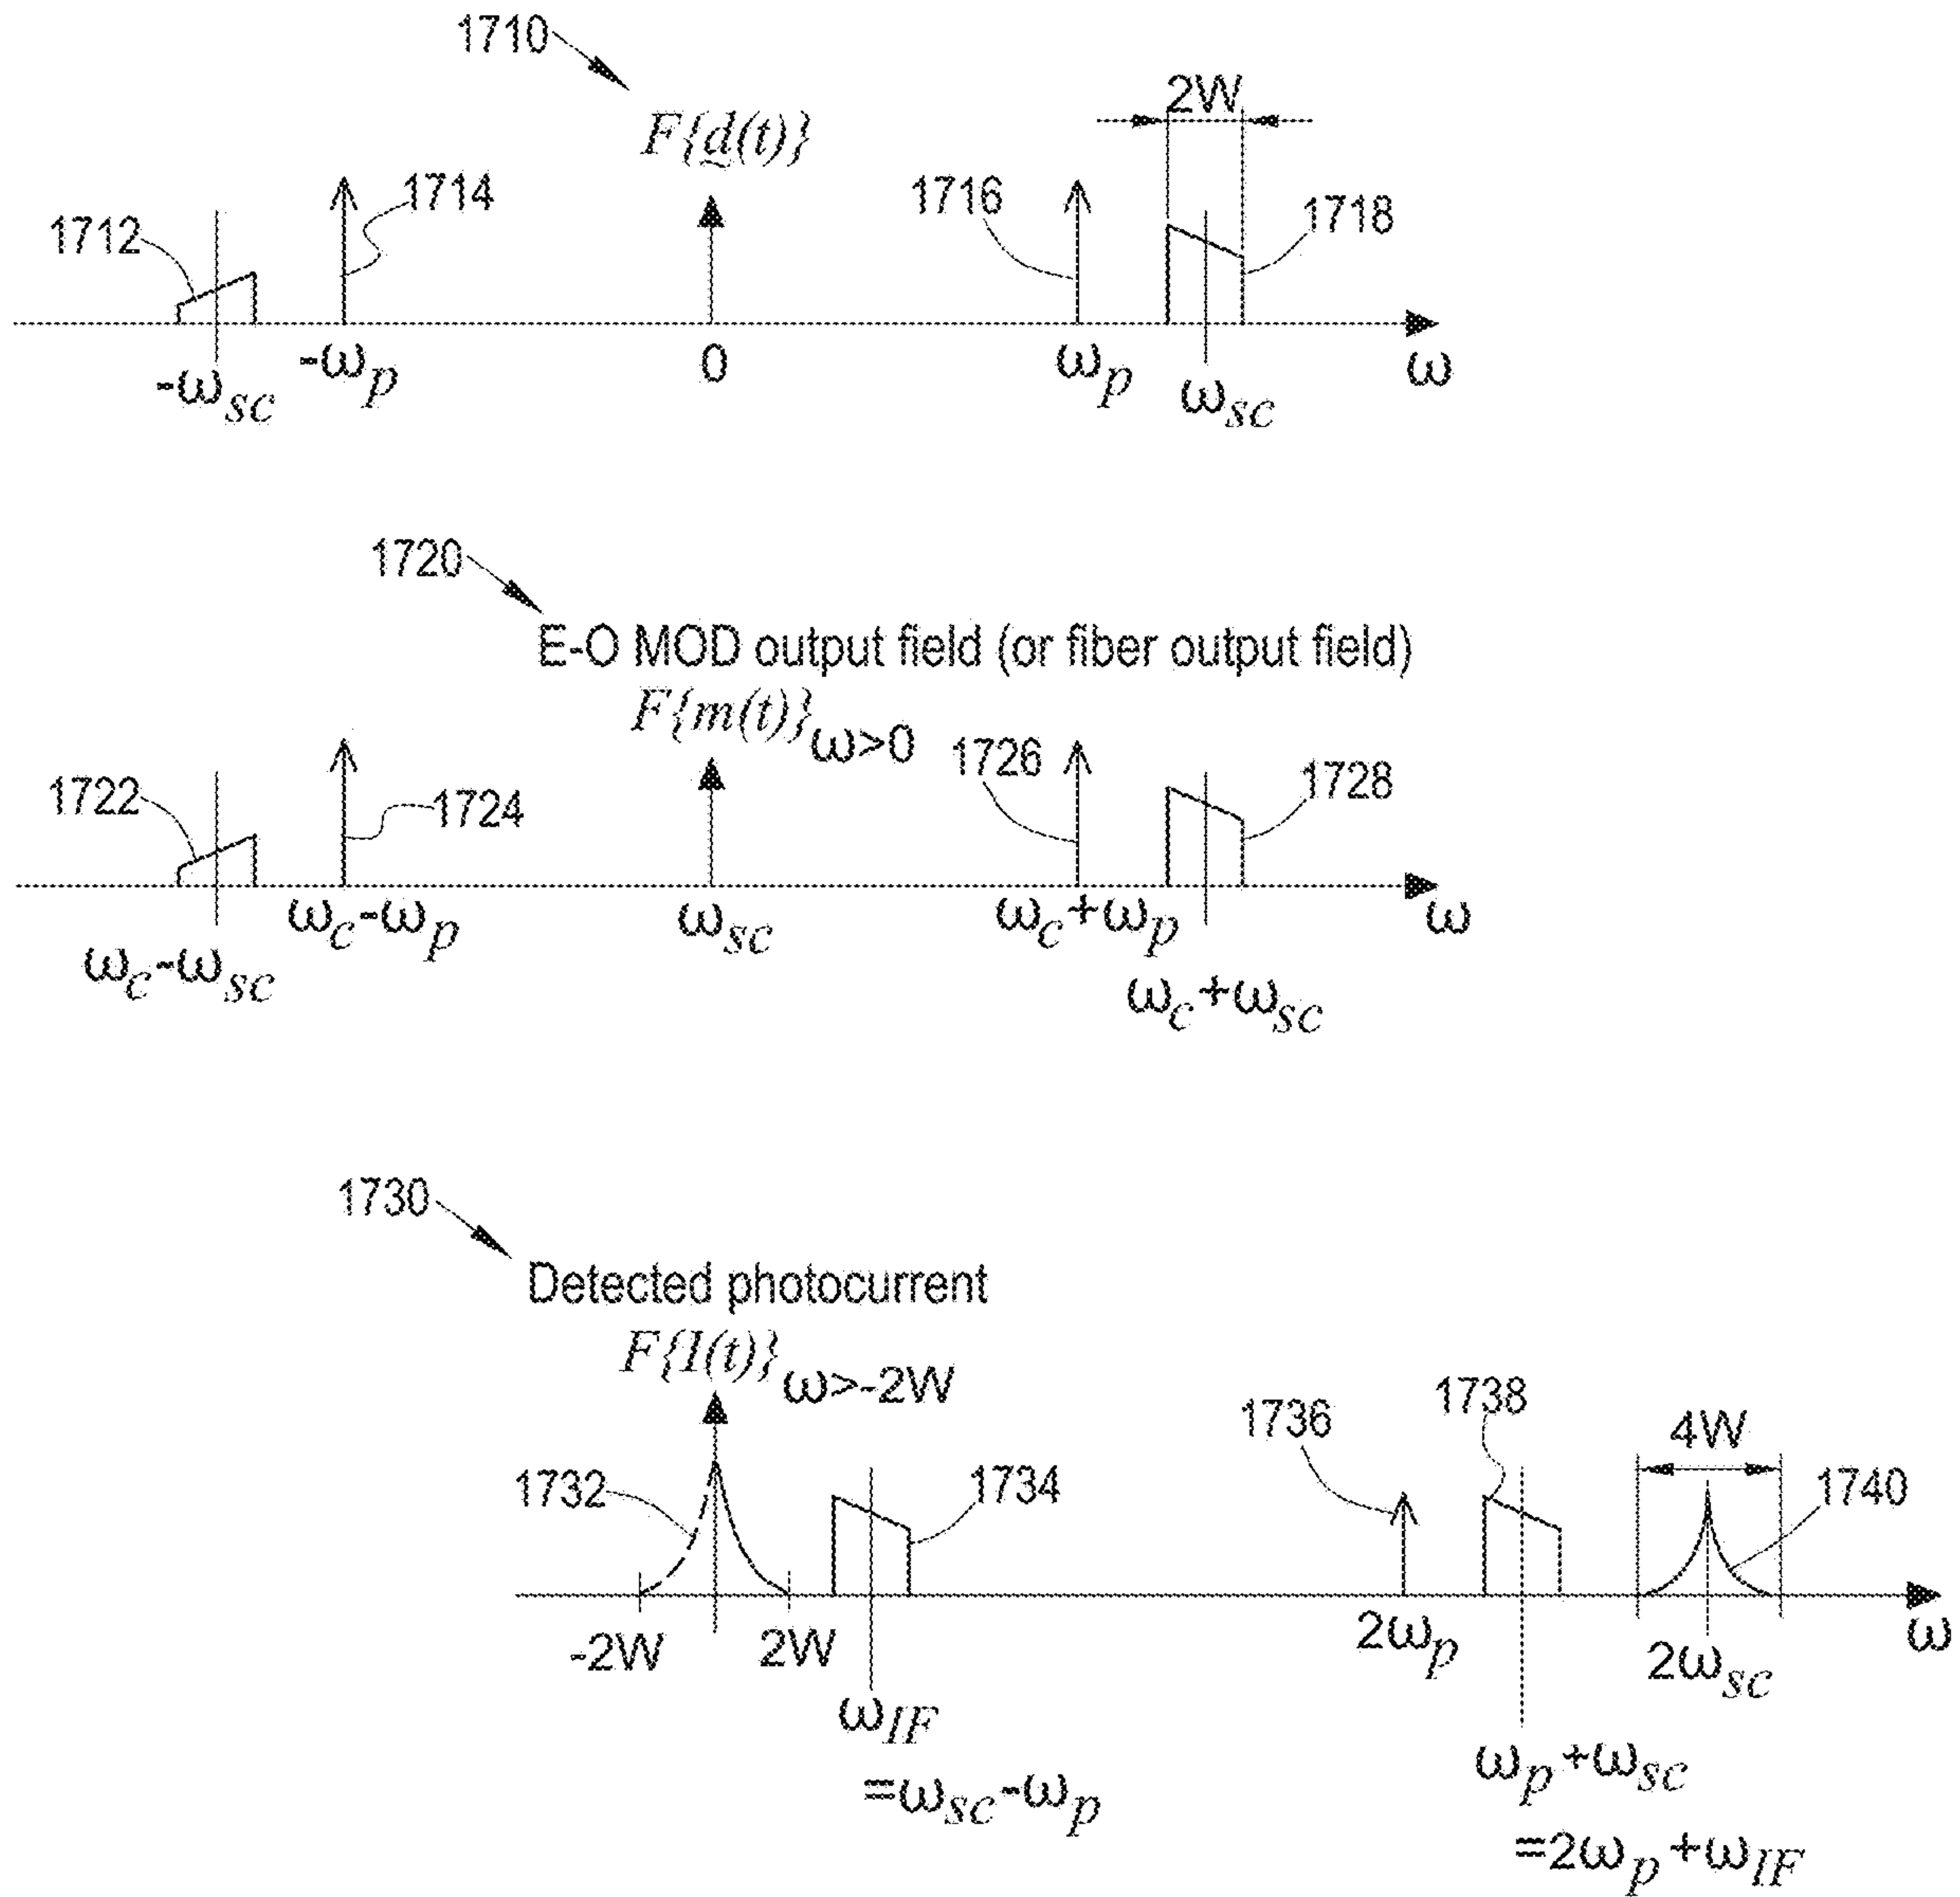 1710
F{d(t)}
2W
1712
1714
1716
1718
-ωsc
-ωp
0
ωp
ωsc
ω
1720
E-O MOD output field (or fiber output field)
F{m(t)}ω>0
1722
1724
1726
1728
ωc-ωsc
ωc-ωp
ωsc
ωc+ωp
ωc+ωsc
ω
1730
Detected photocurrent
F{I(t)}ω>-2W
1732
1734
1736
1738
4W
1740
-2W
2W
ωIF
=ωsc-ωp
2ωp
ωp+ωsc
=2ωp+ωIF
2ωsc
ω